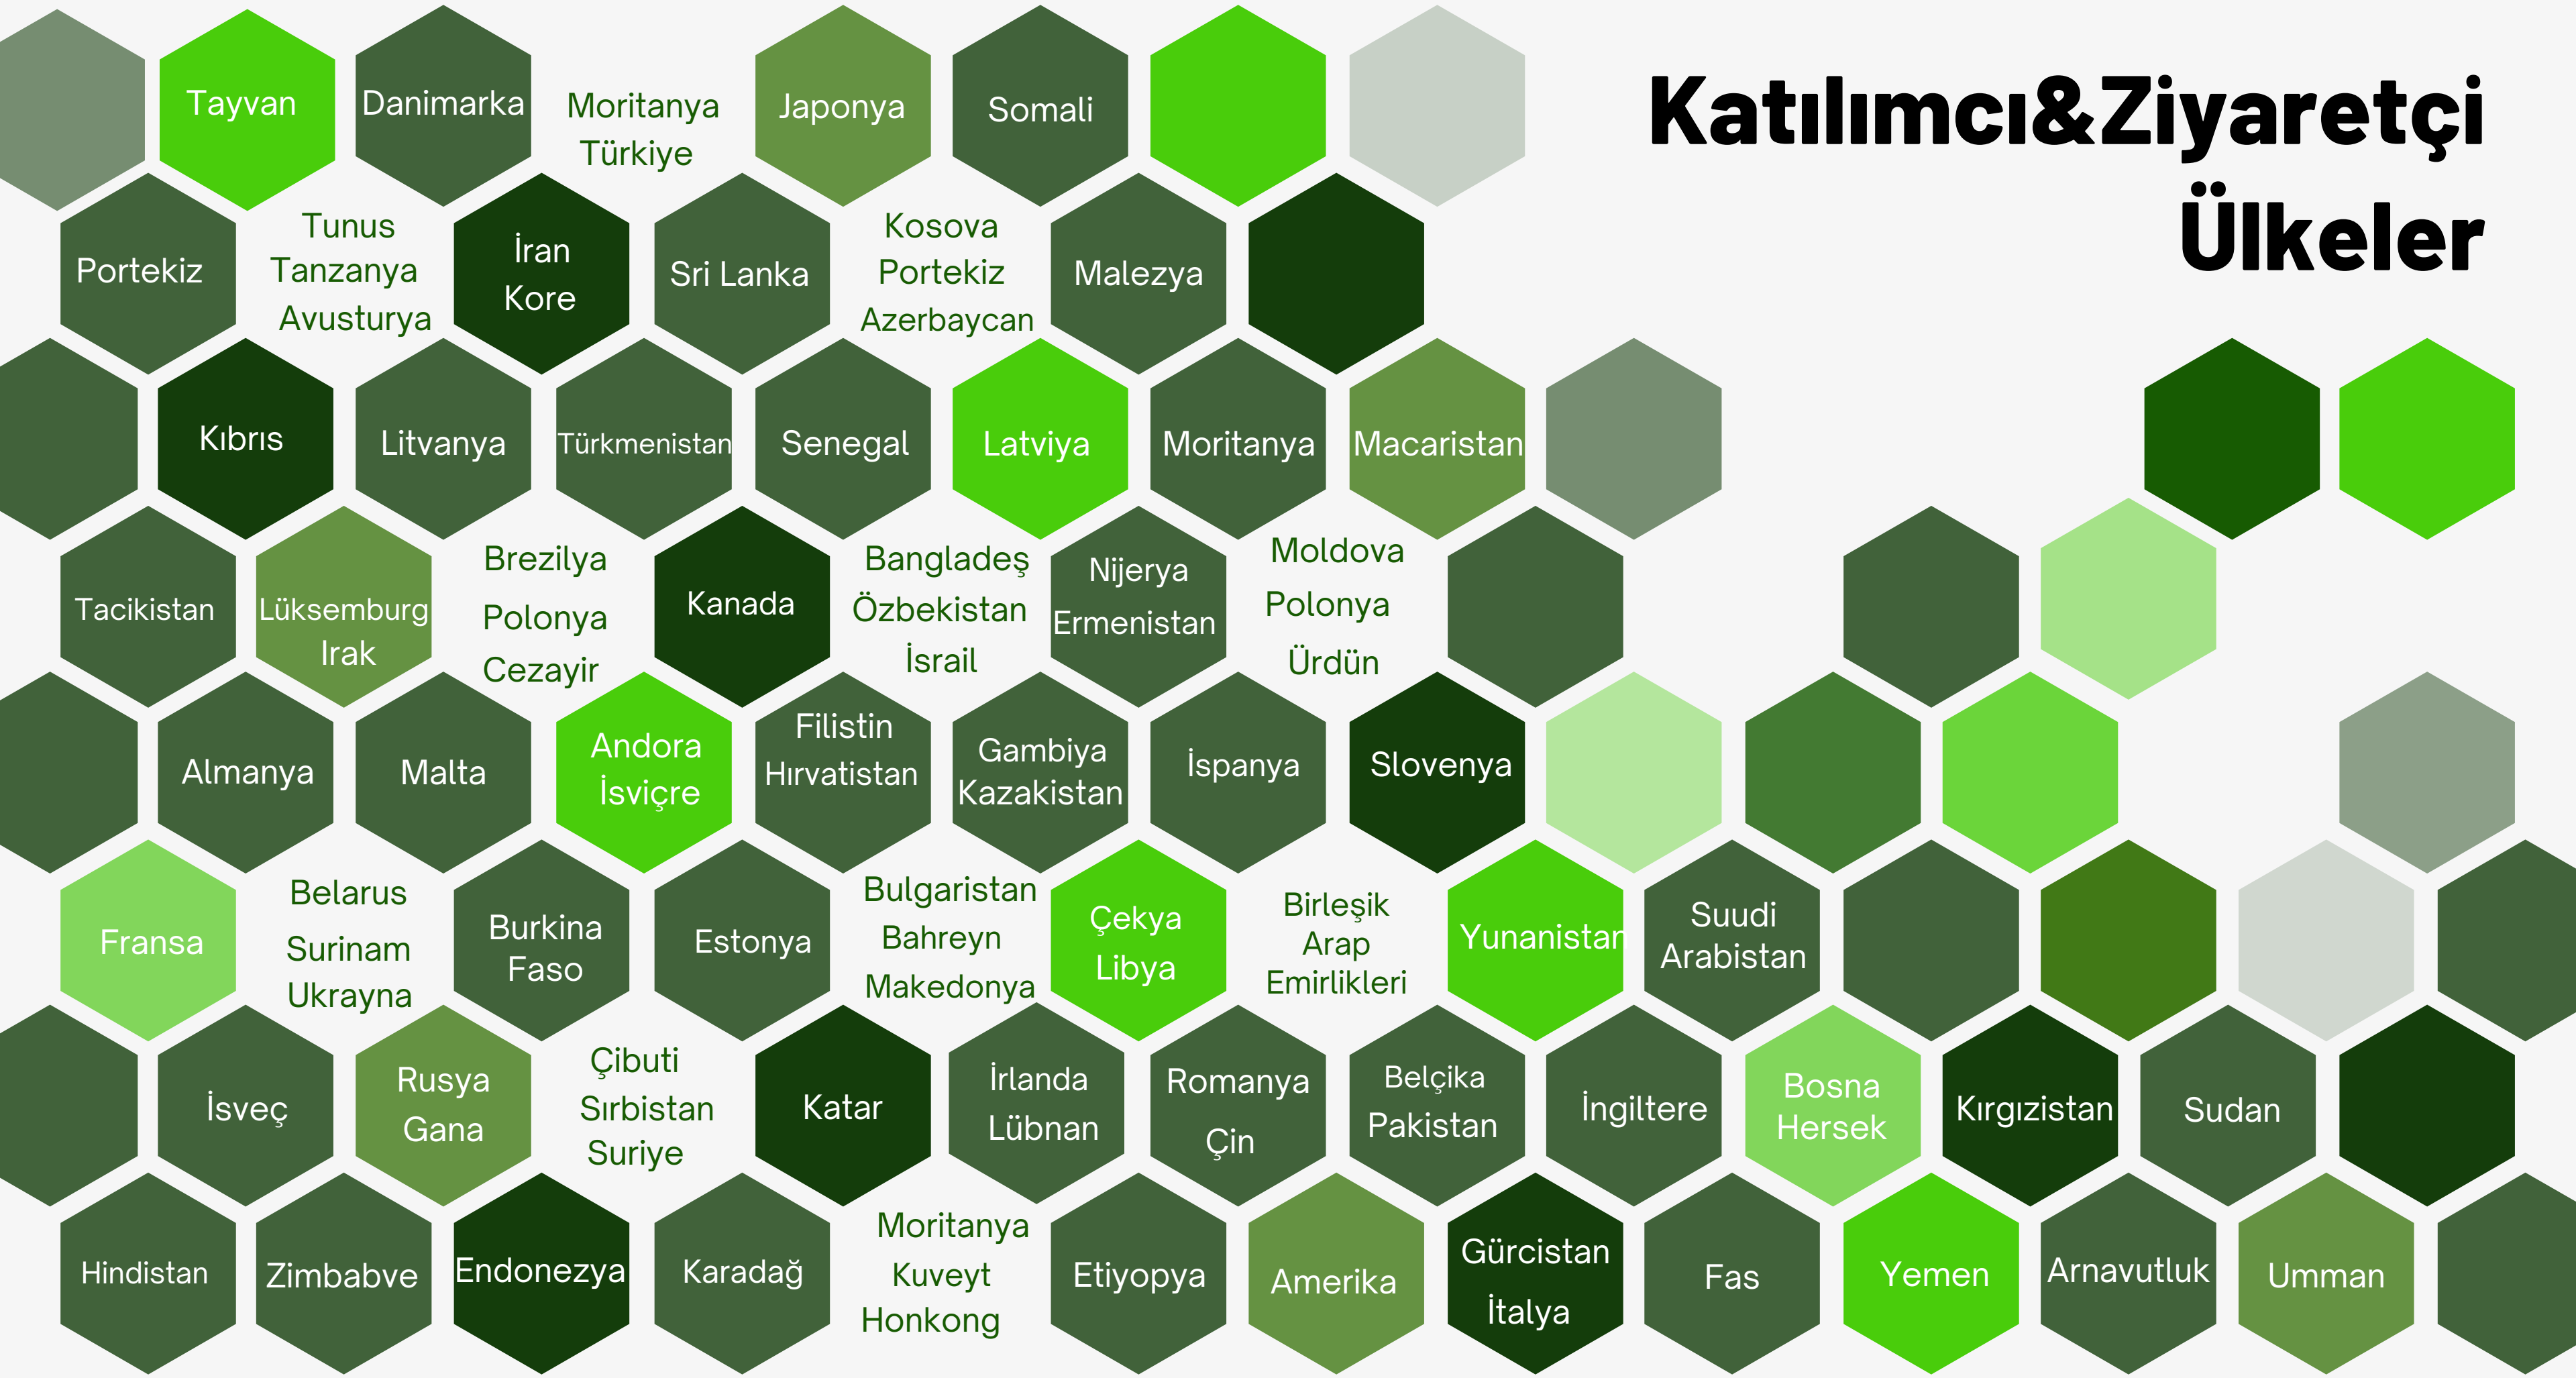 Katılımcı&Ziyaretçi
Ülkeler
Tayvan
Danimarka
Moritanya
Türkiye
Japonya
Somali
Portekiz
Tunus
Tanzanya
Avusturya
İran
Kore
Sri Lanka
Kosova
Portekiz
Azerbaycan
Malezya
Kıbrıs
Litvanya
Türkmenistan
Senegal
Latviya
Moritanya
Macaristan
Tacikistan
Lüksemburg
Irak
Brezilya
Polonya
Cezayir
Kanada
Bangladeş
Özbekistan
İsrail
Nijerya
Ermenistan
Moldova
Polonya
Ürdün
Almanya
Malta
Andora
İsviçre
Filistin
Hırvatistan
Gambiya
Kazakistan
İspanya
Slovenya
Fransa
Belarus
Surinam
Ukrayna
Burkina
Faso
Estonya
Bulgaristan
Bahreyn
Makedonya
Çekya
Libya
Birleşik
Arap
Emirlikleri
Yunanistan
Suudi
Arabistan
İsveç
Rusya
Gana
Çibuti
Sırbistan
Suriye
Katar
İrlanda
Lübnan
Romanya
Çin
Belçika
Pakistan
İngiltere
Bosna
Hersek
Kırgızistan
Sudan
Hindistan
Zimbabve
Endonezya
Karadağ
Moritanya
Kuveyt
Honkong
Etiyopya
Amerika
Gürcistan
İtalya
Fas
Yemen
Arnavutluk
Umman